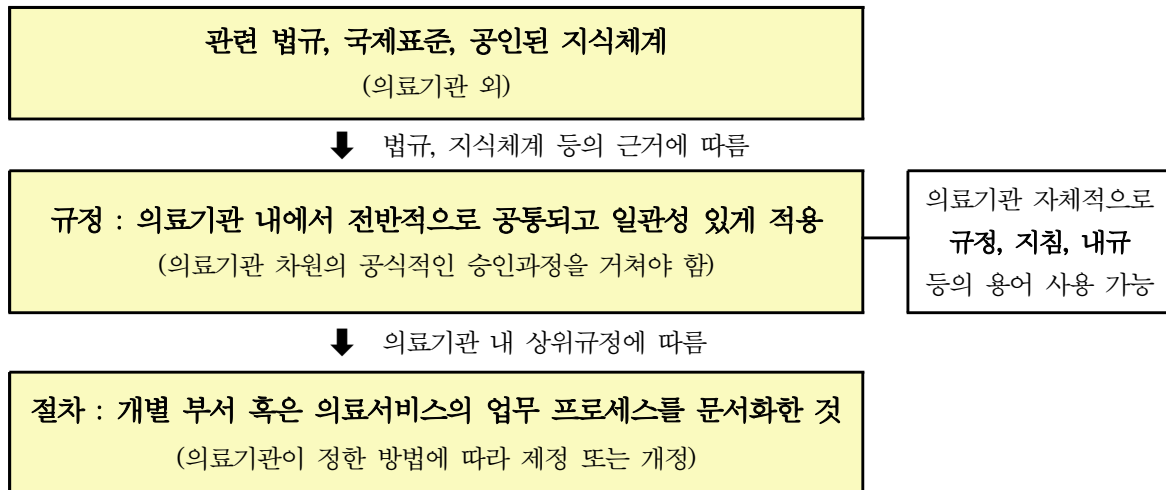 관련 법규, 국제표준, 공인된 지식체계
(의료기관 외)
🡇 법규, 지식체계 등의 근거에 따름
규정 : 의료기관 내에서 전반적으로 공통되고 일관성 있게 적용
(의료기관 차원의 공식적인 승인과정을 거쳐야 함)
의료기관 자체적으로
규정, 지침, 내규
등의 용어 사용 가능
🡇 의료기관 내 상위규정에 따름
절차 : 개별 부서 혹은 의료서비스의 업무 프로세스를 문서화한 것
(의료기관이 정한 방법에 따라 제정 또는 개정)